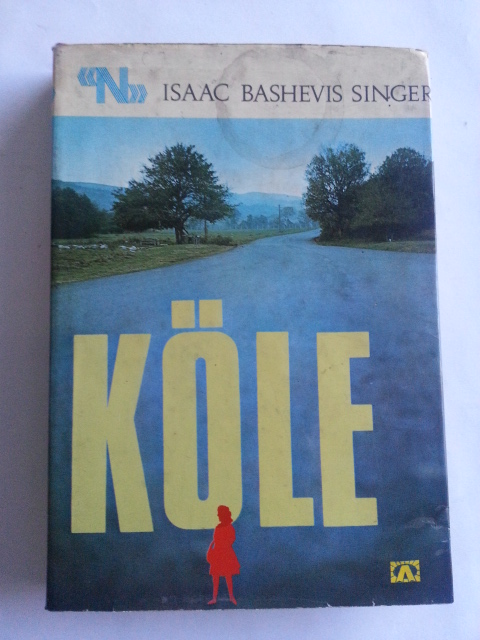 «N» ISAAC BASHEVIS SINGER
KÖLE